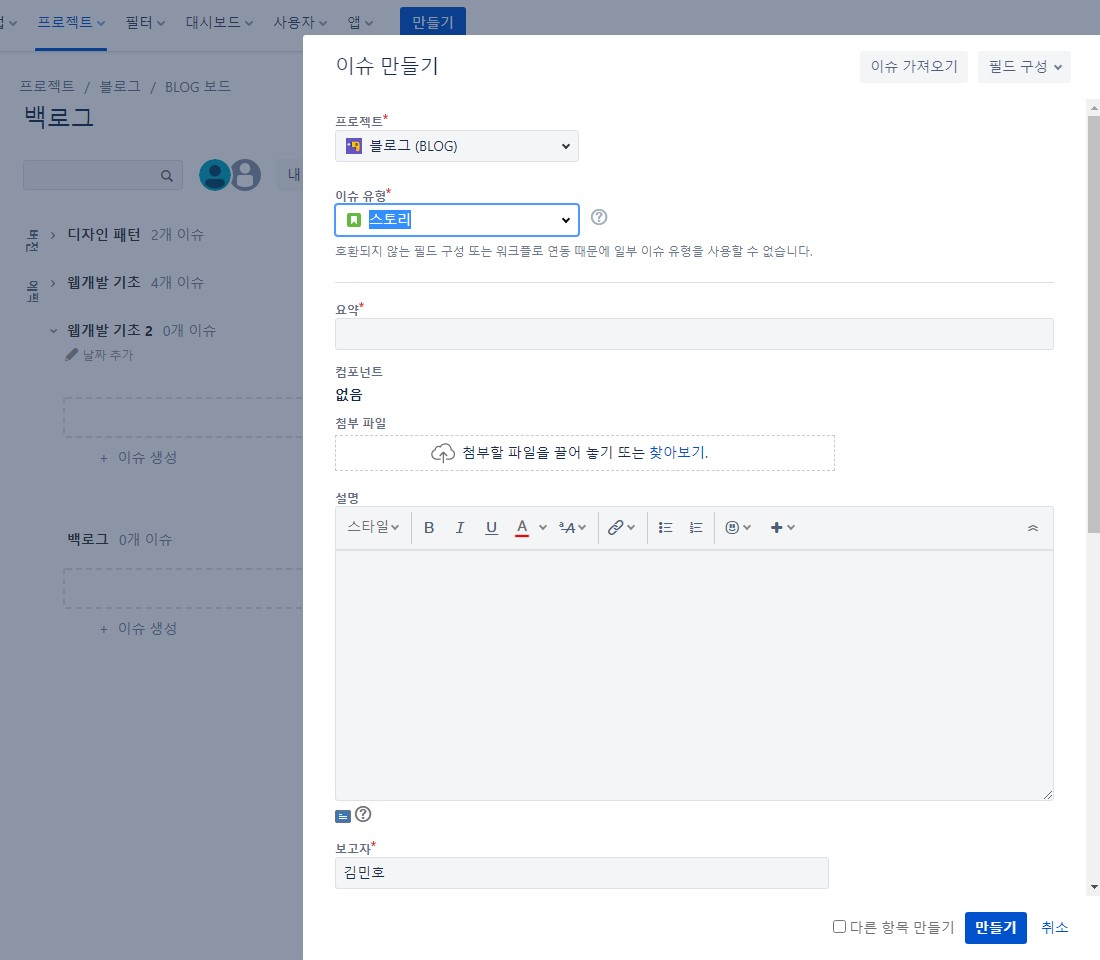 프로젝트 필터 대시보드 사용자 앱 만들기
프로젝트 / 블로그 / BLOG 보드
백로그
내
버전
에픽
디자인 패턴 2개 이슈
웹개발 기초 4개 이슈
웹개발 기초 2 0개 이슈
날짜 추가
+ 이슈 생성
백로그 0개 이슈
+ 이슈 생성
이슈 만들기
이슈 가져오기 필드 구성
프로젝트*
블로그 (BLOG)
이슈 유형*
스토리
호환되지 않는 필드 구성 또는 워크플로 연동 때문에 일부 이슈 유형을 사용할 수 없습니다.
요약*
컴포넌트
없음
첨부 파일
첨부할 파일을 끌어 놓기 또는 찾아보기.
설명
스타일 B I U A ªA
보고자*
김민호
다른 항목 만들기 만들기 취소